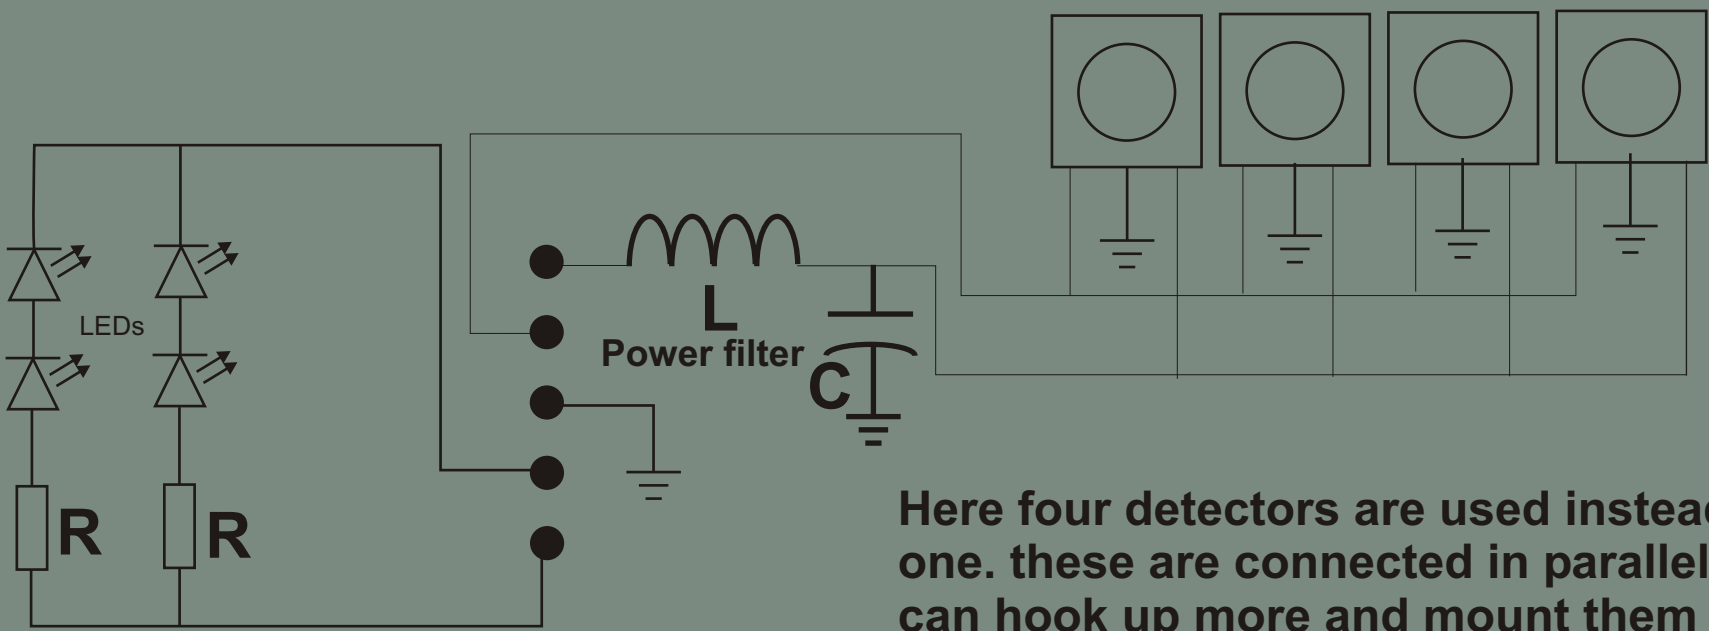 LEDs
L
Power filter
C
R
R
Here four detectors are used instead
one. these are connected in parallel
can hook up more and mount them